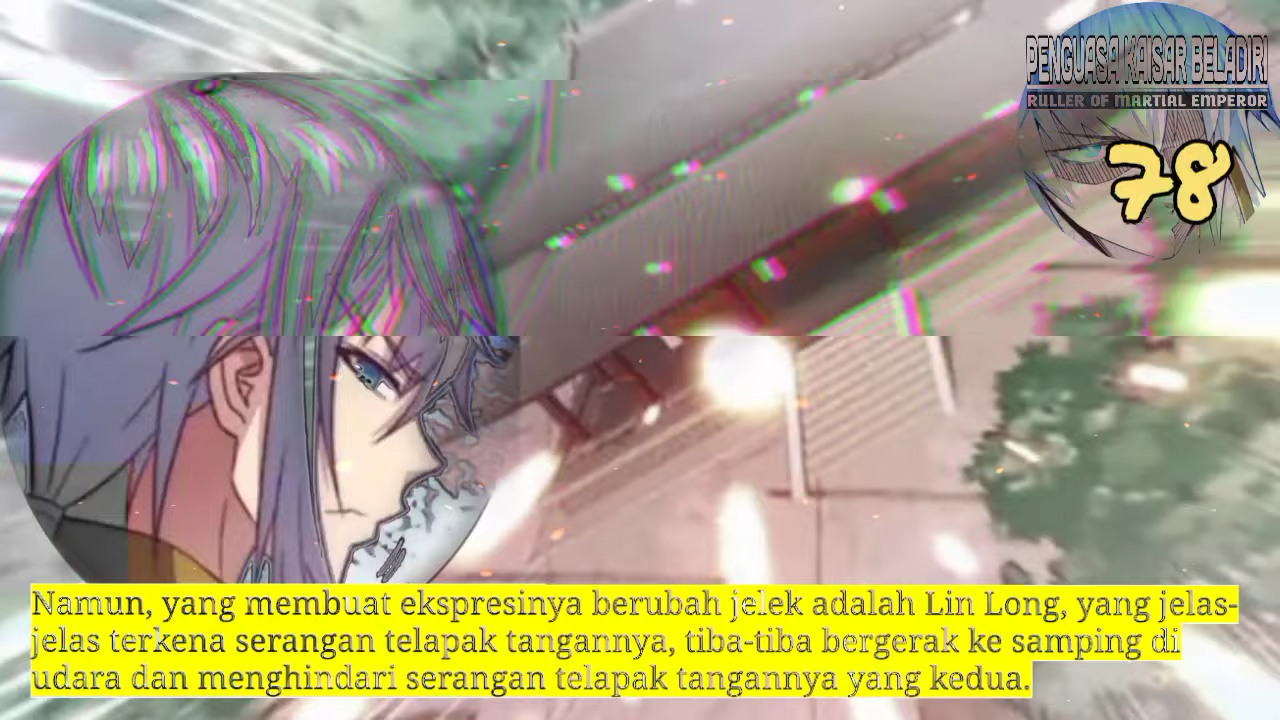 PENGUASA KAISAR BELADIRI
RULLER OF MARTIAL EMPEROR
78
Namun, yang membuat ekspresinya berubah jelek adalah Lin Long, yang jelas-
jelas terkena serangan telapak tangannya, tiba-tiba bergerak ke samping di
udara dan menghindari serangan telapak tangannya yang kedua.